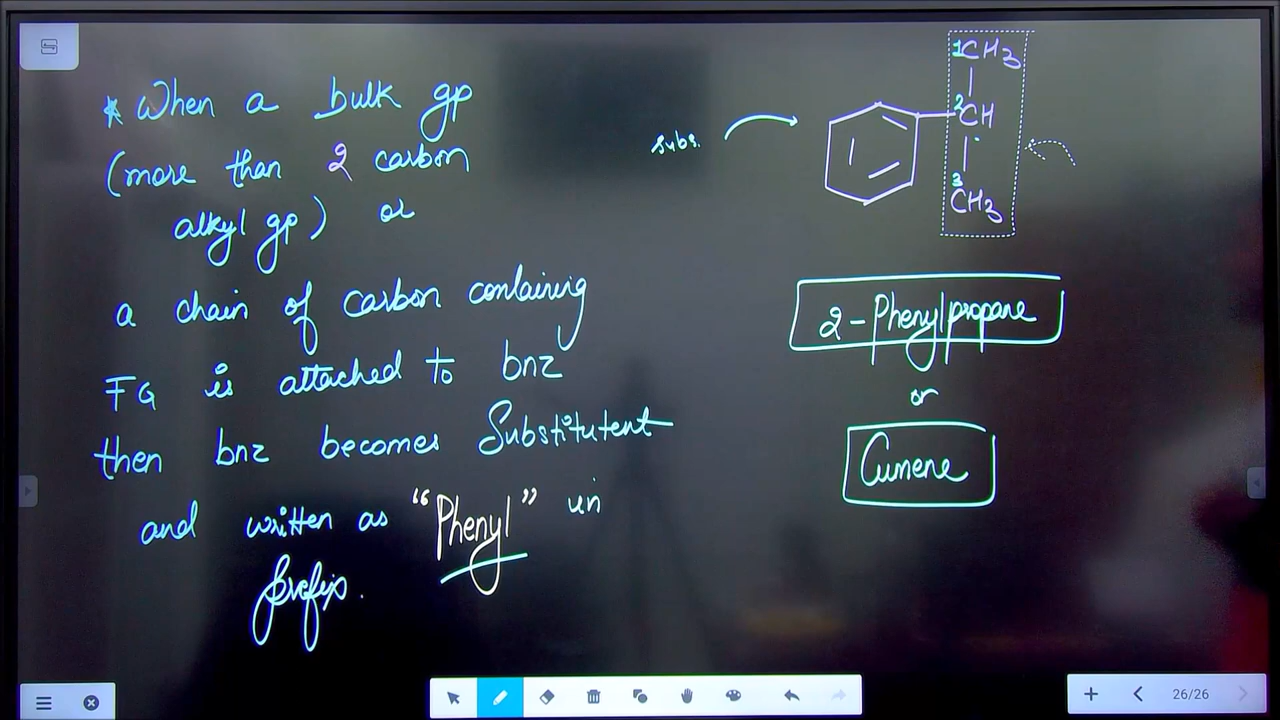 * When a bulk gp
(more than 2 carbon
alkyl gp) or
a chain of carbon containing
FG is attached to bnz
then bnz becomes Substitutent
and written as “Phenyl” in
prefix.
subs.
1CH3
2CH
3CH3
2-Phenylpropane
or
Cumene
26/26